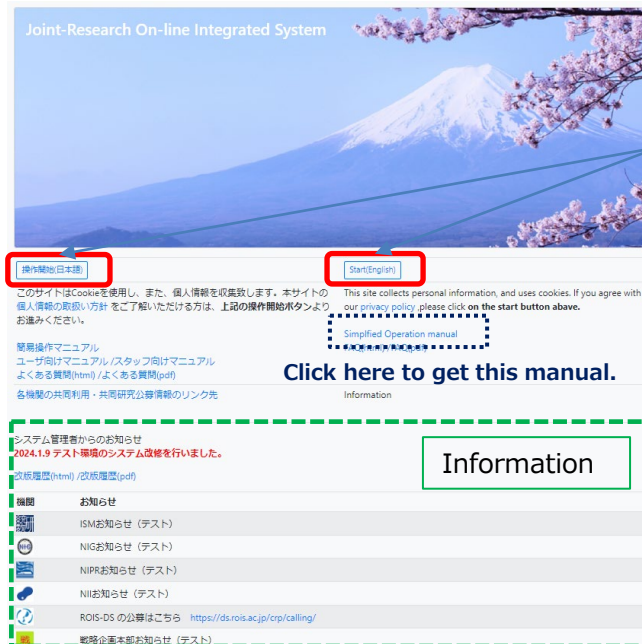 Joint-Research On-line Integrated System
操作開始(日本語)
このサイトはCookieを使用し、また、個人情報を収集致します。本サイトの
個人情報の取扱い方針 をご了解いただける方は、上記の操作開始ボタンより
お進みください。
簡易操作マニュアル
ユーザ向けマニュアル /スタッフ向けマニュアル
よくある質問(html) /よくある質問(pdf)
各機関の共同利用・共同研究公募情報のリンク先
Start(English)
This site collects personal information, and uses cookies. If you agree with
our privacy policy ,please click on the start button abave.
Simplfied Operation manual
FAQ(html) /FAQ(pdf)
Click here to get this manual.
Information
システム管理者からのお知らせ
2024.1.9 テスト環境のシステム改修を行いました。
改版履歴(html) /改版履歴(pdf)
Information
機関 お知らせ
ISMお知らせ（テスト）
NIG
NIGお知らせ（テスト）
NIPRお知らせ（テスト）
NIIお知らせ（テスト）
ROIS-DS の公募はこちら https://ds.rois.ac.jp/crp/calling/
戦略企画本部お知らせ（テスト）